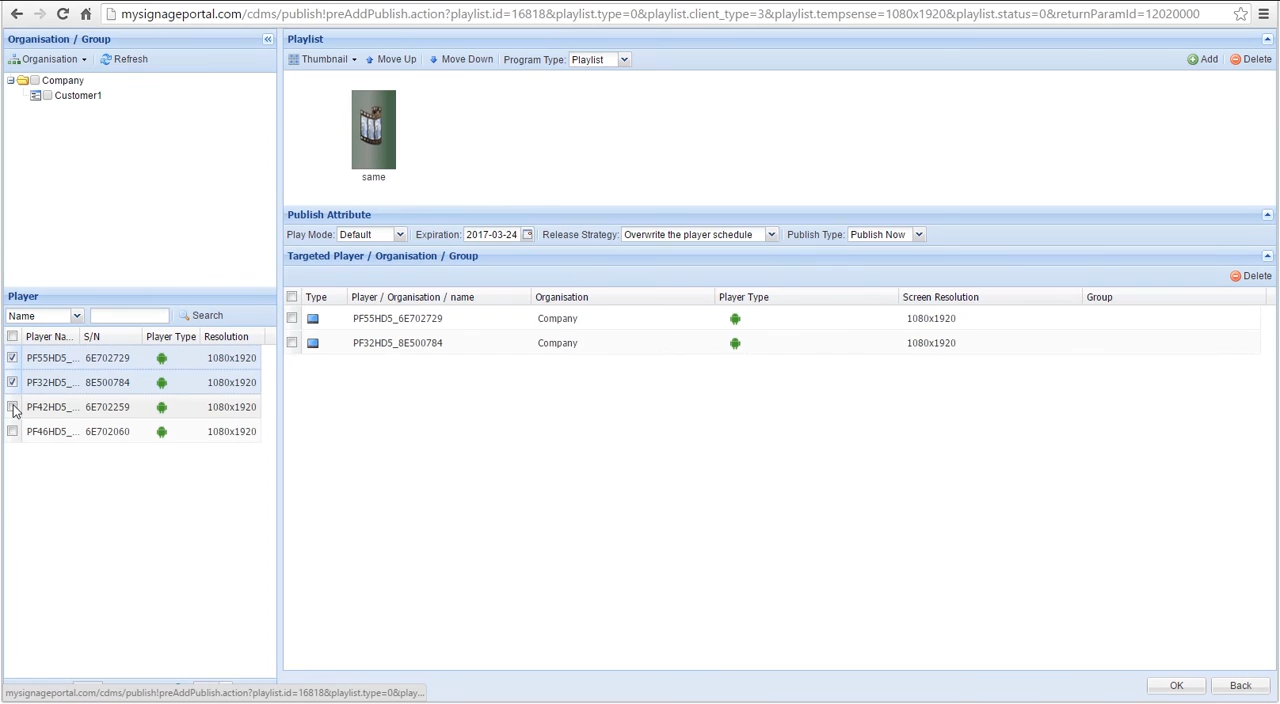 mysignageportal.com/cdms/publish!preAddPublish.action?playlist.id=16818&playlist.type=0&playlist.client_type=3&playlist.tempsense=1080x1920&playlist.status=0&returnParamId=12020000
Organisation / Group
Organisation
Refresh
Company
Customer1
Playlist
Thumbnail Move Up Move Down Program Type: Playlist Add Delete
same
Publish Attribute
Play Mode: Default Expiration: 2017-03-24 Release Strategy: Overwrite the player schedule Publish Type: Publish Now
Targeted Player / Organisation / Group
Delete
Type Player / Organisation / name Organisation Player Type Screen Resolution Group
PF55HD5_6E702729 Company 1080x1920
PF32HD5_8E500784 Company 1080x1920
Player
Name Search
Player Na... S/N Player Type Resolution
PF55HD5_... 6E702729 1080x1920
PF32HD5_... 8E500784 1080x1920
PF42HD5_... 6E702259 1080x1920
PF46HD5_... 6E702060 1080x1920
mysignageportal.com/cdms/publish!preAddPublish.action?playlist.id=16818&playlist.type=0&play...
OK Back